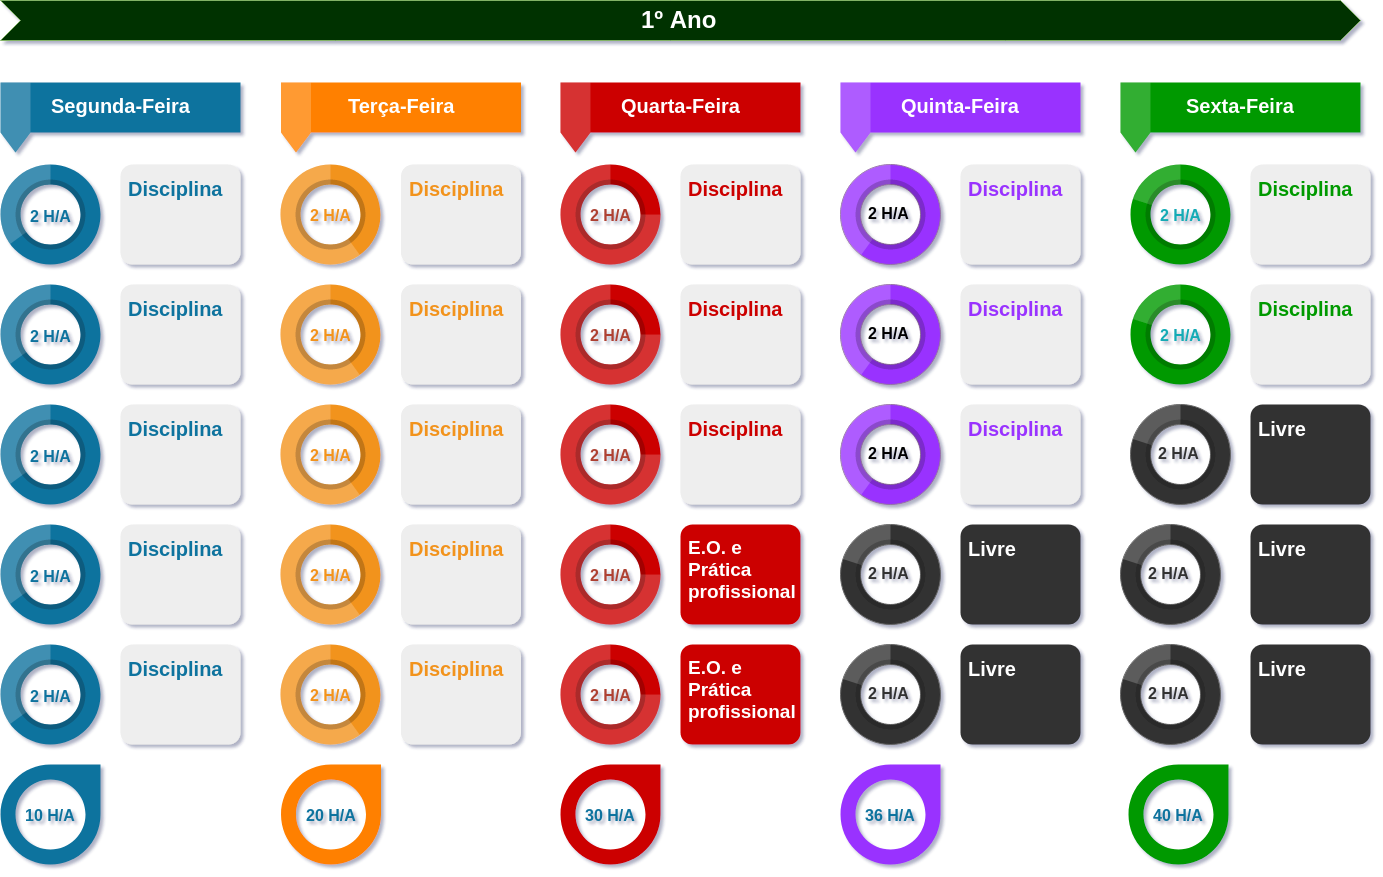 1º Ano
Segunda-Feira
Terça-Feira
Quarta-Feira
Quinta-Feira
Sexta-Feira
2 H/A
Disciplina
2 H/A
Disciplina
2 H/A
Disciplina
2 H/A
Disciplina
2 H/A
Disciplina
2 H/A
Disciplina
2 H/A
Disciplina
2 H/A
Disciplina
2 H/A
Disciplina
2 H/A
Disciplina
2 H/A
Disciplina
2 H/A
Disciplina
2 H/A
Disciplina
2 H/A
Disciplina
2 H/A
Livre
2 H/A
Disciplina
2 H/A
Disciplina
2 H/A
E.O. e
Prática
profissional
2 H/A
Livre
2 H/A
Livre
2 H/A
Disciplina
2 H/A
Disciplina
2 H/A
E.O. e
Prática
profissional
2 H/A
Livre
2 H/A
Livre
10 H/A
20 H/A
30 H/A
36 H/A
40 H/A